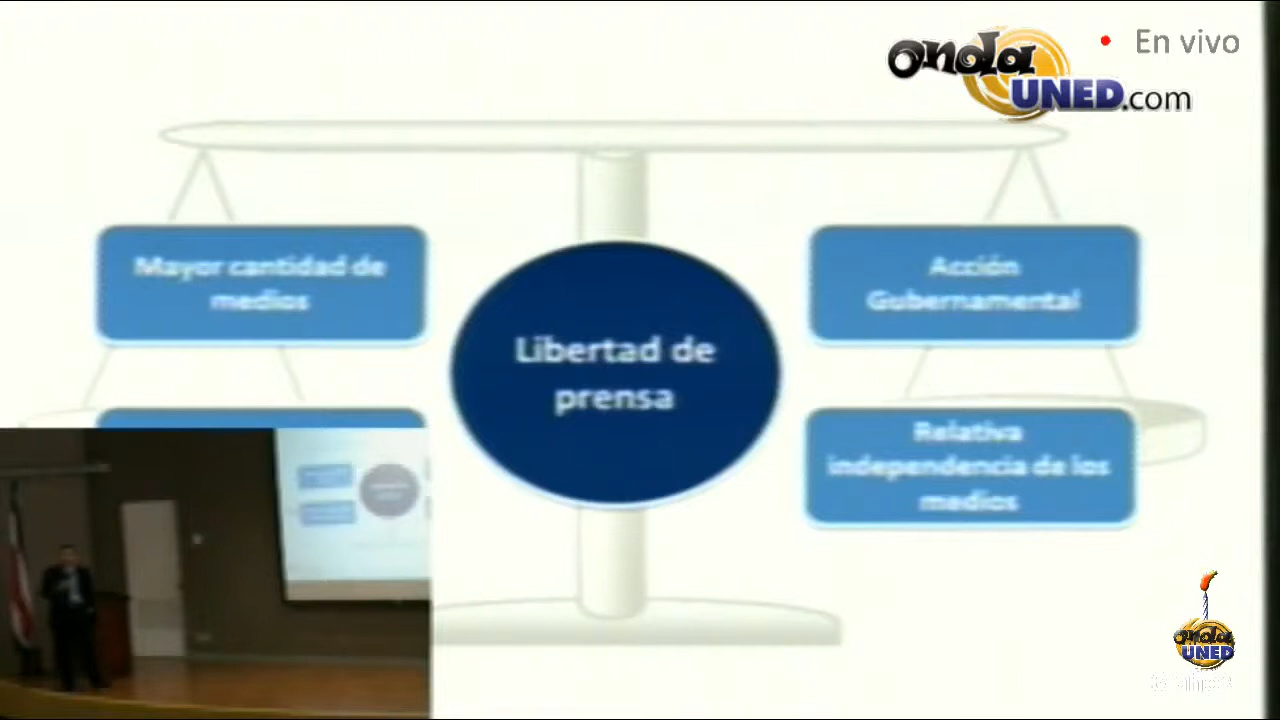 onda
UNED.com
• En vivo
Mayor cantidad de
medios
Acción
Gubernamental
Libertad de
prensa
Relativa
independencia de los
medios
onda
UNED